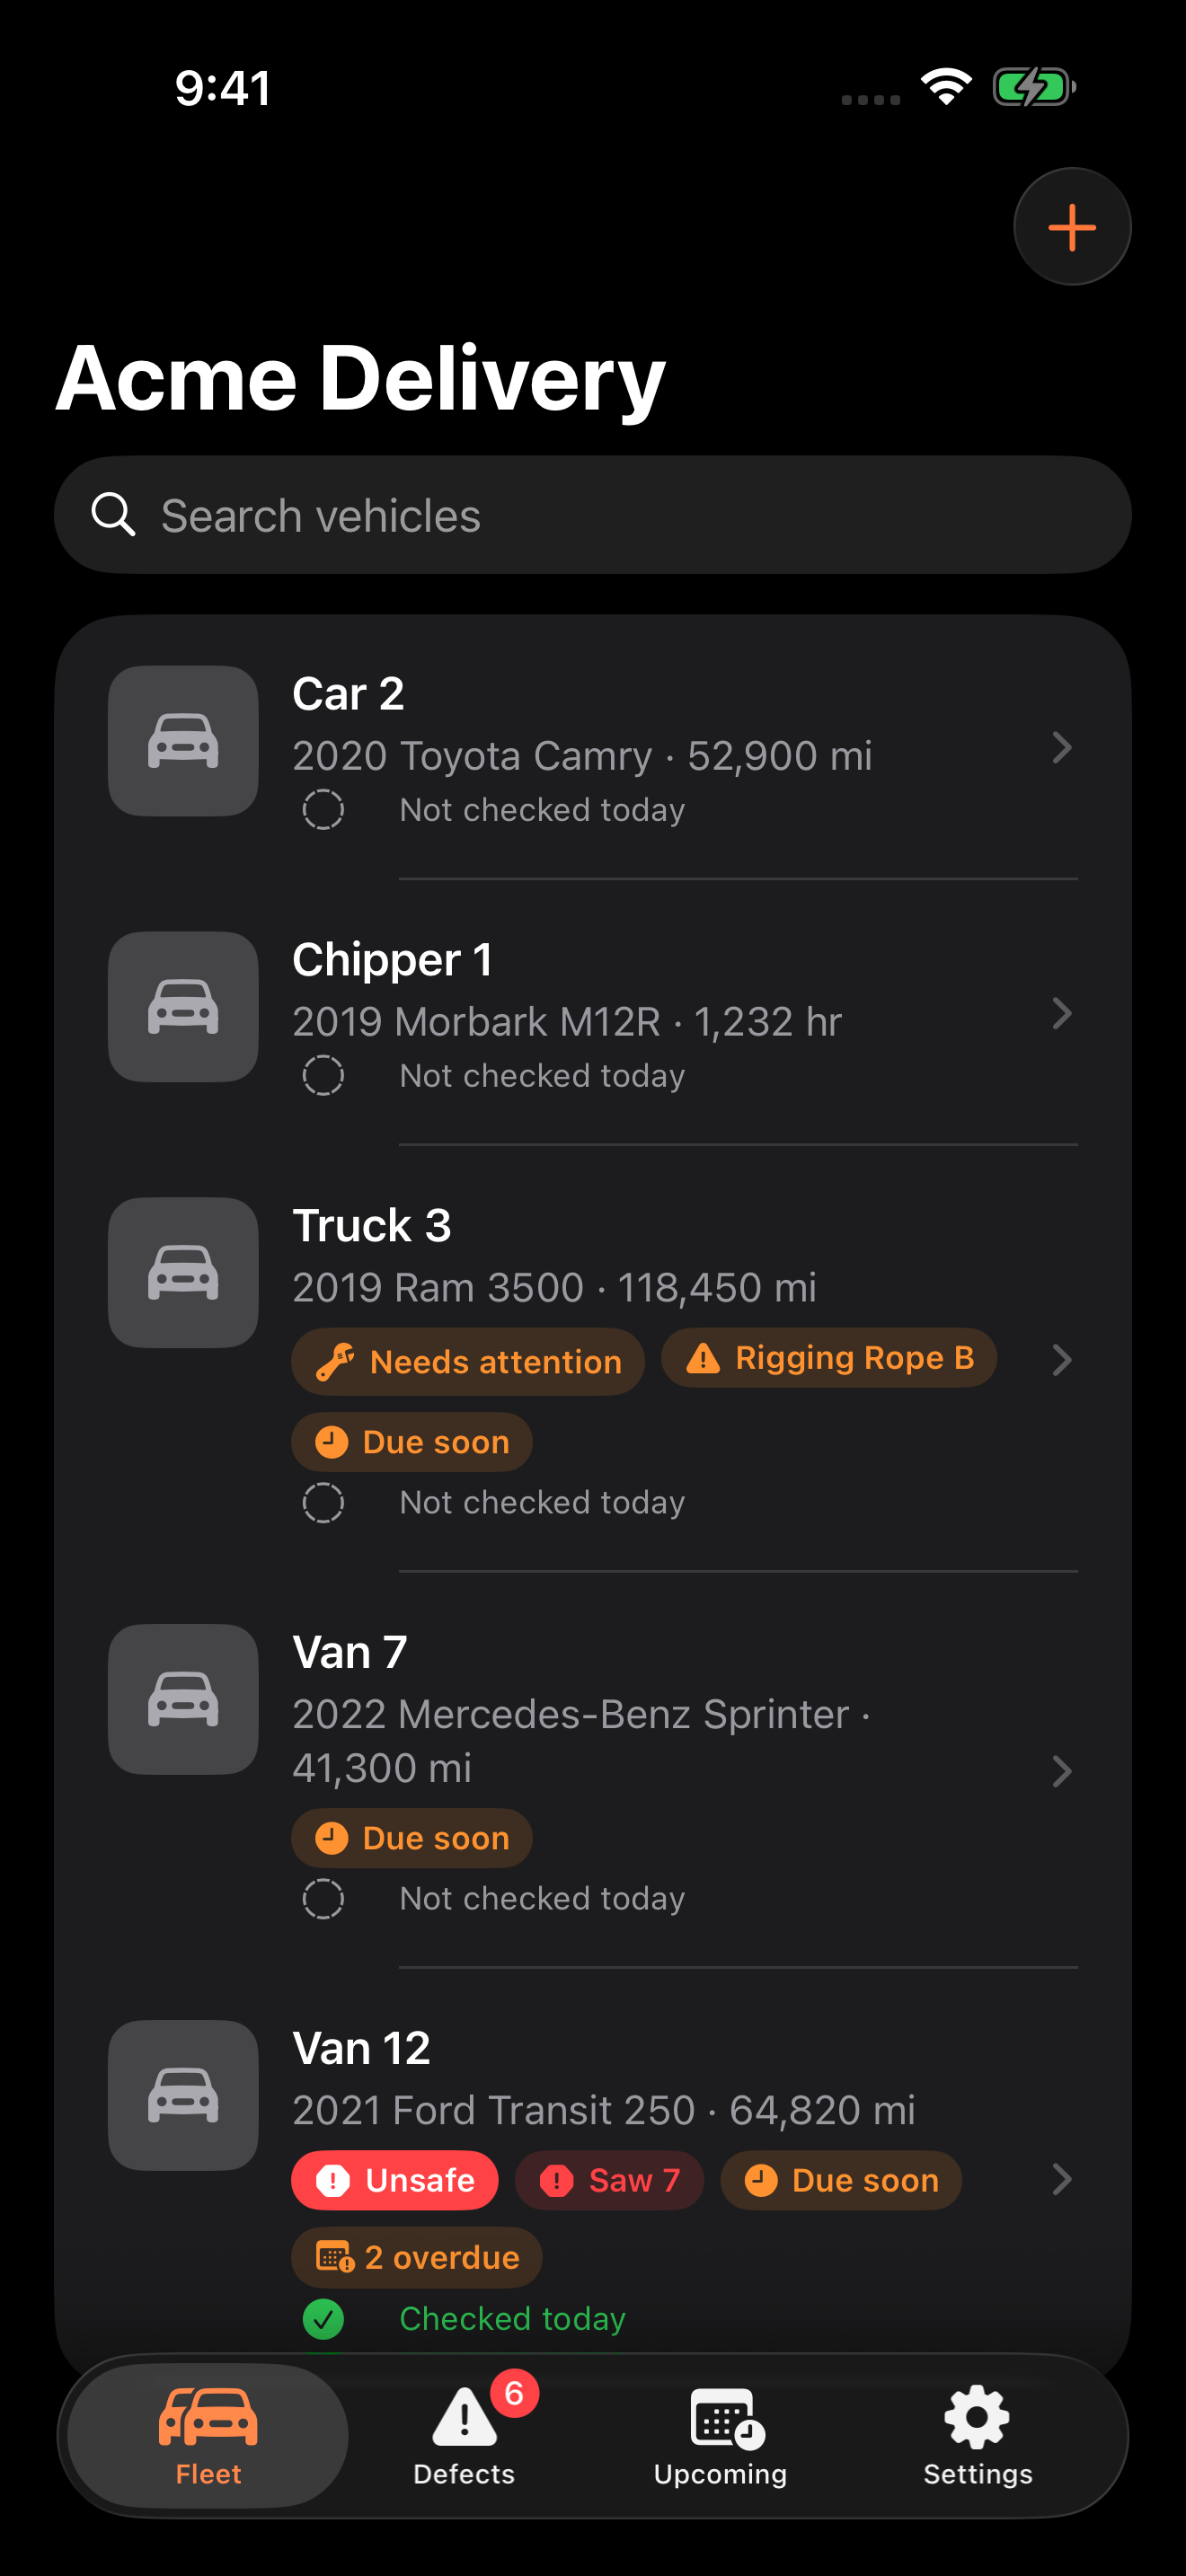 9:41
Acme Delivery
Search vehicles
Car 2
2020 Toyota Camry · 52,900 mi
Not checked today
Chipper 1
2019 Morbark M12R · 1,232 hr
Not checked today
Truck 3
2019 Ram 3500 · 118,450 mi
Needs attention
Rigging Rope B
Due soon
Not checked today
Van 7
2022 Mercedes-Benz Sprinter ·
41,300 mi
Due soon
Not checked today
Van 12
2021 Ford Transit 250 · 64,820 mi
Unsafe
Saw 7
Due soon
2 overdue
Checked today
6
Fleet
Defects
Upcoming
Settings